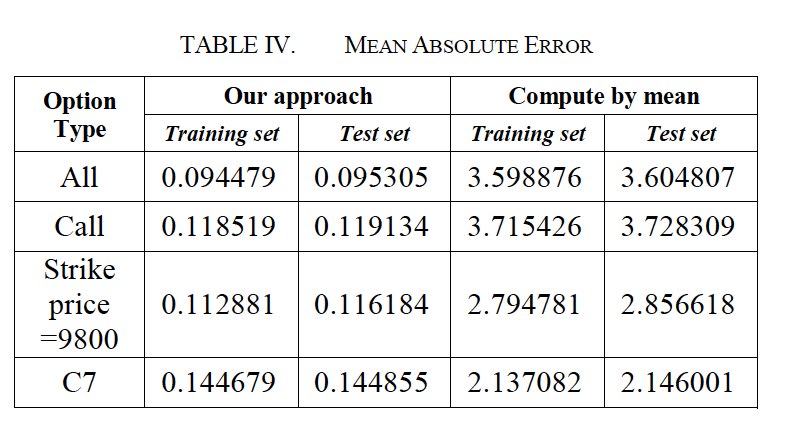 TABLE IV. MEAN ABSOLUTE ERROR
Option Type Our approach Compute by mean
Training set Test set Training set Test set
All 0.094479 0.095305 3.598876 3.604807
Call 0.118519 0.119134 3.715426 3.728309
Strike
price
=9800 0.112881 0.116184 2.794781 2.856618
C7 0.144679 0.144855 2.137082 2.146001